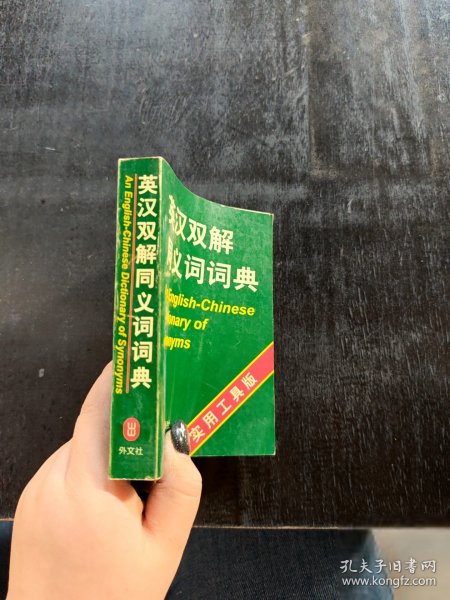 英汉双解同义词词典
An English-Chinese Dictionary of Synonyms
外文社
汉双解
义词词典
English-Chinese
onary of
nyms
实用工具版
孔夫子旧书网
www.kongfz.com